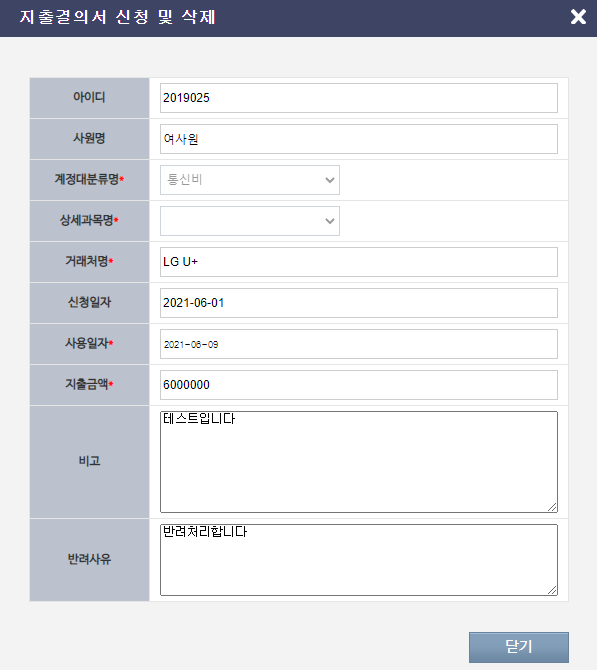 지출결의서 신청 및 삭제
아이디 2019025
사원명 여사원
계정대분류명* 통신비
상세과목명*
거래처명* LG U+
신청일자 2021-06-01
사용일자* 2021-06-09
지출금액* 6000000
비고 테스트입니다
반려사유 반려처리합니다
닫기